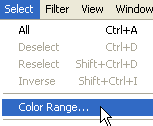 Select Filter View Window
All Ctrl+A
Deselect Ctrl+D
Reselect Shift+Ctrl+D
Inverse Shift+Ctrl+I
Color Range...